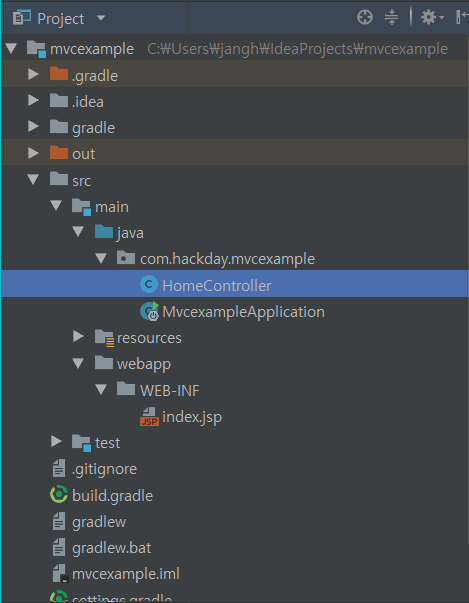 Project
mvcexample C:₩Users₩jangh₩IdeaProjects₩mvcexample
.gradle
.idea
gradle
out
src
main
java
com.hackday.mvcexample
C HomeController
MvcexampleApplication
resources
webapp
WEB-INF
JSP index.jsp
test
.gitignore
build.gradle
gradlew
gradlew.bat
mvcexample.iml
settings.gradle